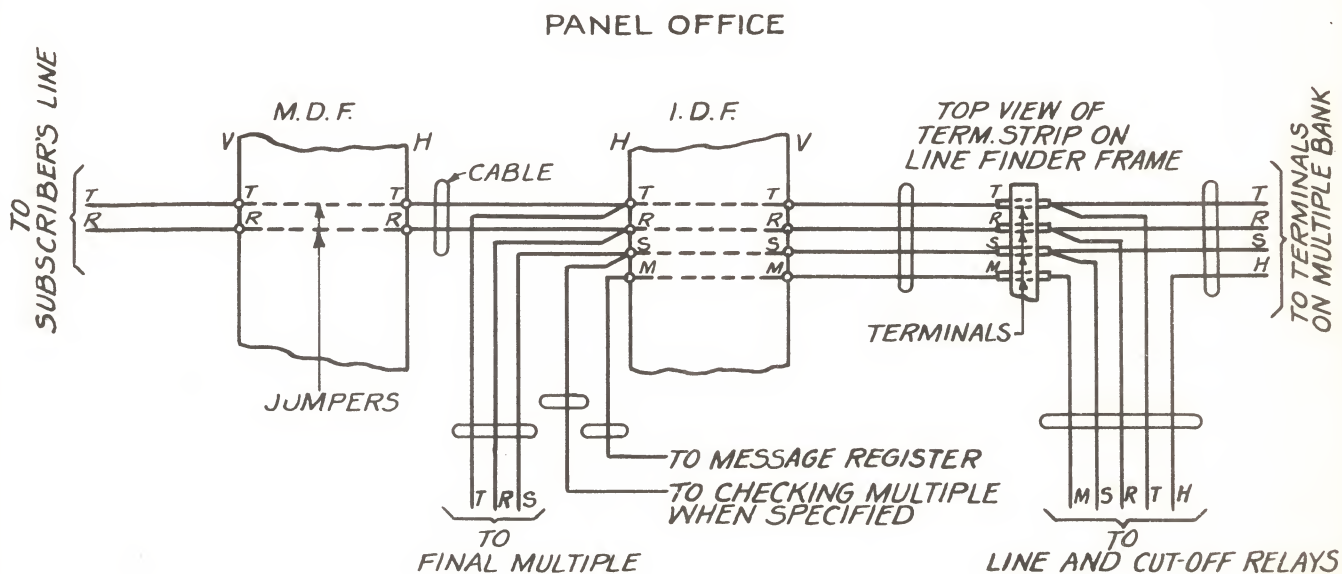 PANEL OFFICE
TO
SUBSCRIBER'S LINE
M.D.F.
I.D.F.
TOP VIEW OF
TERM. STRIP ON
LINE FINDER FRAME
TO TERMINALS
ON MULTIPLE BANK
V
H
H
V
CABLE
T
T
T
T
T
T
T
R
R
R
R
R
R
R
S
S
S
S
M
M
M
H
TERMINALS
JUMPERS
TO MESSAGE REGISTER
TO CHECKING MULTIPLE
WHEN SPECIFIED
T R S
M S R T H
TO
FINAL MULTIPLE
TO
LINE AND CUT-OFF RELAYS